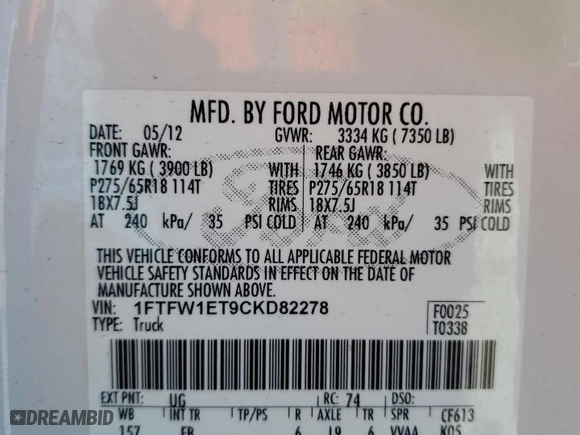 MFD. BY FORD MOTOR CO.
DATE: 05/12 GVWR: 3334 KG ( 7350 LB)
FRONT GAWR: REAR GAWR:
1769 KG ( 3900 LB) WITH 1746 KG ( 3850 LB) WITH
P275/65R18 114T TIRES P275/65R18 114T TIRES
18X7.5J RIMS 18X7.5J RIMS
AT 240 kPa/ 35 PSI COLD AT 240 kPa/ 35 PSI COLD
THIS VEHICLE CONFORMS TO ALL APPLICABLE FEDERAL MOTOR
VEHICLE SAFETY STANDARDS IN EFFECT ON THE DATE OF
MANUFACTURE SHOWN ABOVE.
VIN: 1FTFW1ET9CKD82278 F0025
TYPE: Truck T0338
EXT PNT: UG RC: 74 DSO:
WB INT TR TP/PS R AXLE TR SPR CF613
157 6 L9 6 VVAA K05
DREAMBID